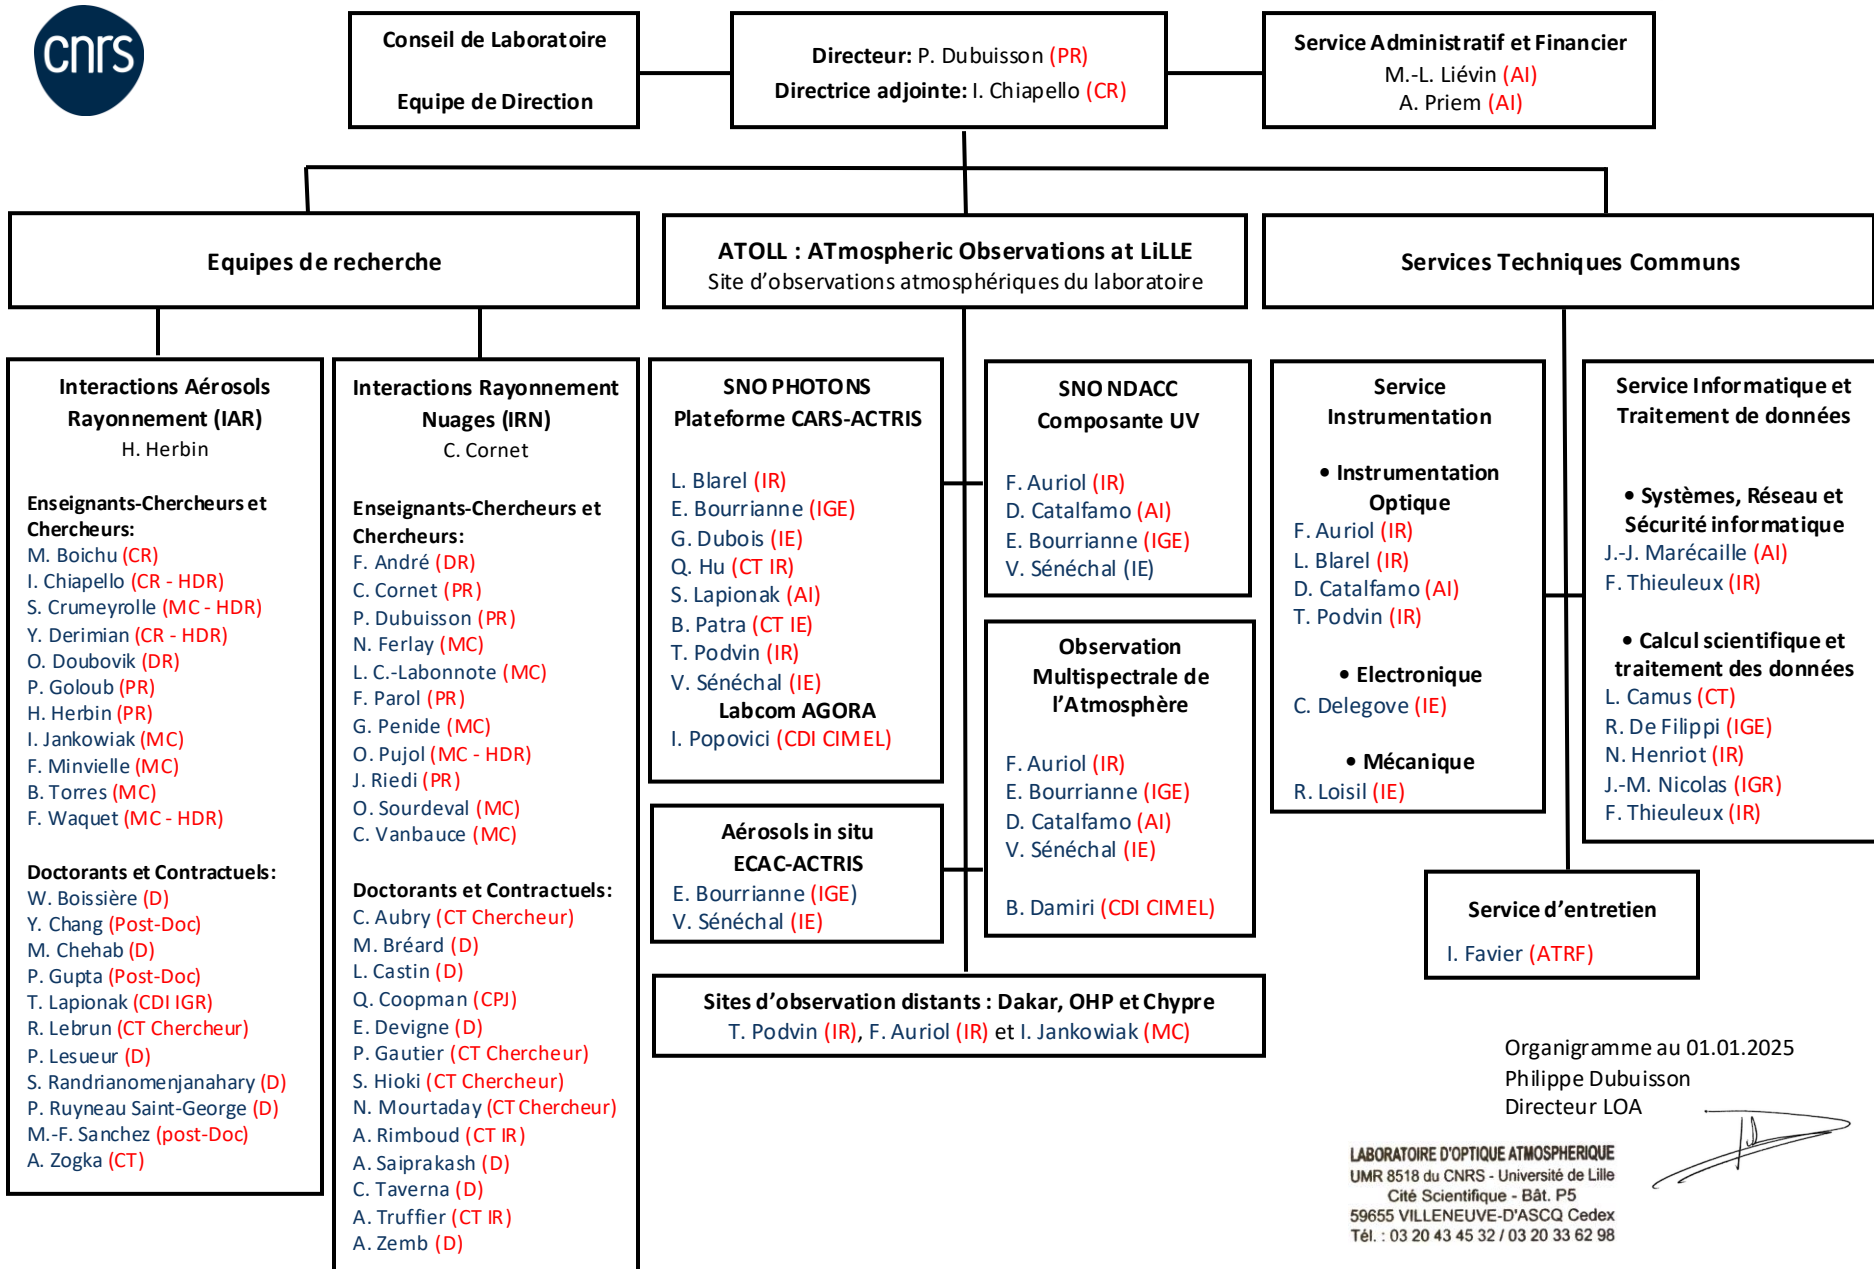 cnrs
Conseil de Laboratoire
Equipe de Direction
Directeur: P. Dubuisson (PR)
Directrice adjointe: I. Chiapello (CR)
Service Administratif et Financier
M.-L. Liévin (AI)
A. Priem (AI)
Equipes de recherche
ATOLL : ATmospheric Observations at LiLLE
Site d'observations atmosphériques du laboratoire
Services Techniques Communs
Interactions Aérosols
Rayonnement (IAR)
H. Herbin
Enseignants-Chercheurs et
Chercheurs:
M. Boichu (CR)
I. Chiapello (CR - HDR)
S. Crumeyrolle (MC - HDR)
Y. Derimian (CR - HDR)
O. Doubovik (DR)
P. Goloub (PR)
H. Herbin (PR)
I. Jankowiak (MC)
F. Minvielle (MC)
B. Torres (MC)
F. Waquet (MC - HDR)
Doctorants et Contractuels:
W. Boissière (D)
Y. Chang (Post-Doc)
M. Chehab (D)
P. Gupta (Post-Doc)
T. Lapionak (CDI IGR)
R. Lebrun (CT Chercheur)
P. Lesueur (D)
S. Randrianomenjanahary (D)
P. Ruyneau Saint-George (D)
M.-F. Sanchez (post-Doc)
A. Zogka (CT)
Interactions Rayonnement
Nuages (IRN)
C. Cornet
Enseignants-Chercheurs et
Chercheurs:
F. André (DR)
C. Cornet (PR)
P. Dubuisson (PR)
N. Ferlay (MC)
L. C.-Labonnote (MC)
F. Parol (PR)
G. Penide (MC)
O. Pujol (MC - HDR)
J. Riedi (PR)
O. Sourdeval (MC)
C. Vanbauce (MC)
Doctorants et Contractuels:
C. Aubry (CT Chercheur)
M. Bréard (D)
L. Castin (D)
Q. Coopman (CPJ)
E. Devigne (D)
P. Gautier (CT Chercheur)
S. Hioki (CT Chercheur)
N. Mourtaday (CT Chercheur)
A. Rimboud (CT IR)
A. Saiprakash (D)
C. Taverna (D)
A. Truffier (CT IR)
A. Zemb (D)
SNO PHOTONS
Plateforme CARS-ACTRIS
L. Blarel (IR)
E. Bourrianne (IGE)
G. Dubois (IE)
Q. Hu (CT IR)
S. Lapionak (AI)
B. Patra (CT IE)
T. Podvin (IR)
V. Sénéchal (IE)
Labcom AGORA
I. Popovici (CDI CIMEL)
Aérosols in situ
ECAC-ACTRIS
E. Bourrianne (IGE)
V. Sénéchal (IE)
SNO NDACC
Composante UV
F. Auriol (IR)
D. Catalfamo (AI)
E. Bourrianne (IGE)
V. Sénéchal (IE)
Observation
Multispectrale de
l'Atmosphère
F. Auriol (IR)
E. Bourrianne (IGE)
D. Catalfamo (AI)
V. Sénéchal (IE)
B. Damiri (CDI CIMEL)
Sites d'observation distants : Dakar, OHP et Chypre
T. Podvin (IR), F. Auriol (IR) et I. Jankowiak (MC)
Service
Instrumentation
• Instrumentation
Optique
F. Auriol (IR)
L. Blarel (IR)
D. Catalfamo (AI)
T. Podvin (IR)
• Electronique
C. Delegove (IE)
• Mécanique
R. Loisil (IE)
Service Informatique et
Traitement de données
• Systèmes, Réseau et
Sécurité informatique
J.-J. Marécaille (AI)
F. Thieuleux (IR)
• Calcul scientifique et
traitement des données
L. Camus (CT)
R. De Filippi (IGE)
N. Henriot (IR)
J.-M. Nicolas (IGR)
F. Thieuleux (IR)
Service d'entretien
I. Favier (ATRF)
Organigramme au 01.01.2025
Philippe Dubuisson
Directeur LOA
LABORATOIRE D'OPTIQUE ATMOSPHERIQUE
UMR 8518 du CNRS - Université de Lille
Cité Scientifique - Bât. P5
59655 VILLENEUVE-D'ASCQ Cedex
Tél. : 03 20 43 45 32 / 03 20 33 62 98